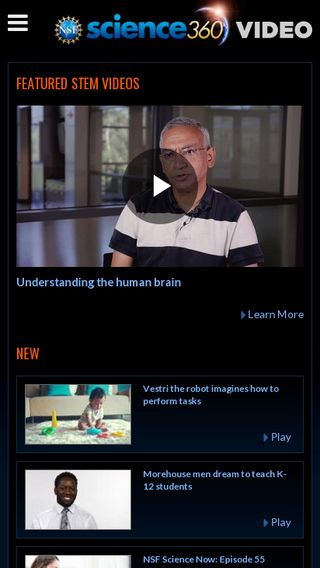 NSF science360 VIDEO
FEATURED STEM VIDEOS
Understanding the human brain
Learn More
NEW
Vestri the robot imagines how to
perform tasks
Play
Morehouse men dream to teach K-
12 students
Play
NSF Science Now: Episode 55